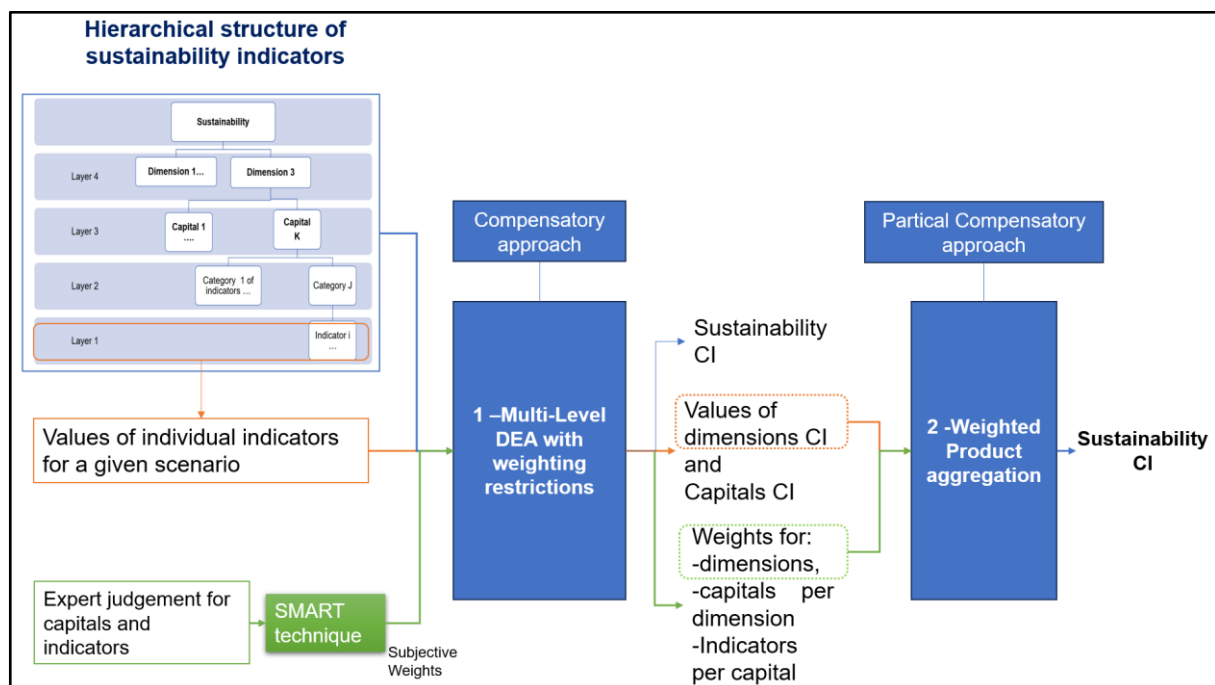 Hierarchical structure of
sustainability indicators
Sustainability
Layer 4
Dimension 1...
Dimension 3
Layer 3
Capital 1
....
Capital
K
Layer 2
Category 1 of
indicators ...
Category J
Layer 1
Indicator i
...
Values of individual indicators
for a given scenario
Expert judgement for
capitals and
indicators
SMART
technique
Subjective
Weights
Compensatory
approach
1 –Multi-Level
DEA with
weighting
restrictions
Sustainability
CI
Values of
dimensions CI
and
Capitals CI
Weights for:
-dimensions,
-capitals per
dimension
-Indicators
per capital
Partical Compensatory
approach
2 -Weighted
Product
aggregation
Sustainability
CI